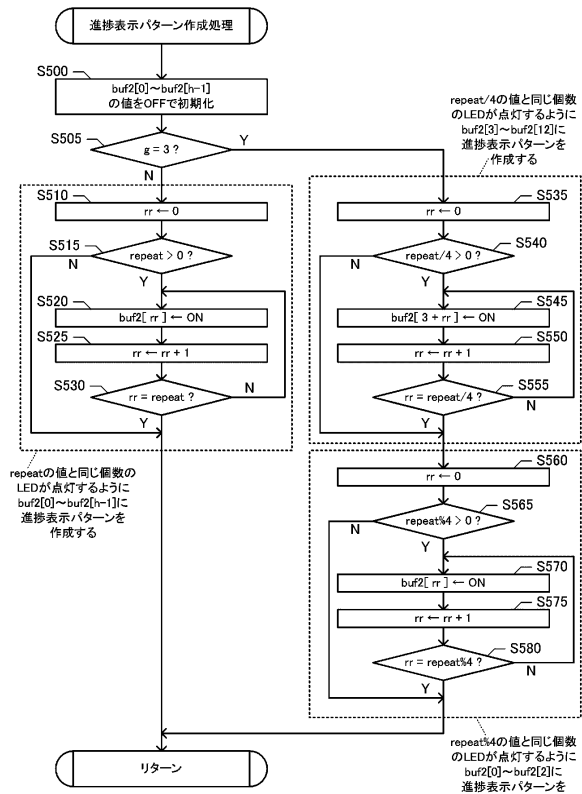 進捗表示パターン作成処理
S500
buf2[0]～buf2[h-1]
の値をOFFで初期化
S505
g = 3 ?
Y
N
repeat/4の値と同じ個数
のLEDが点灯するように
buf2[3]～buf2[12]に
進捗表示パターンを
作成する
S510
rr ← 0
S515
repeat > 0 ?
N
Y
S520
buf2[ rr ] ← ON
S525
rr ← rr + 1
S530
rr = repeat ?
N
Y
repeatの値と同じ個数の
LEDが点灯するように
buf2[0]～buf2[h-1]に
進捗表示パターンを
作成する
S535
rr ← 0
S540
repeat/4 > 0 ?
N
Y
S545
buf2[ 3 + rr ] ← ON
S550
rr ← rr + 1
S555
rr = repeat/4 ?
N
Y
S560
rr ← 0
S565
repeat%4 > 0 ?
N
Y
S570
buf2[ rr ] ← ON
S575
rr ← rr + 1
S580
rr = repeat%4 ?
N
Y
repeat%4の値と同じ個数
のLEDが点灯するように
buf2[0]～buf2[2]に
進捗表示パターンを
リターン